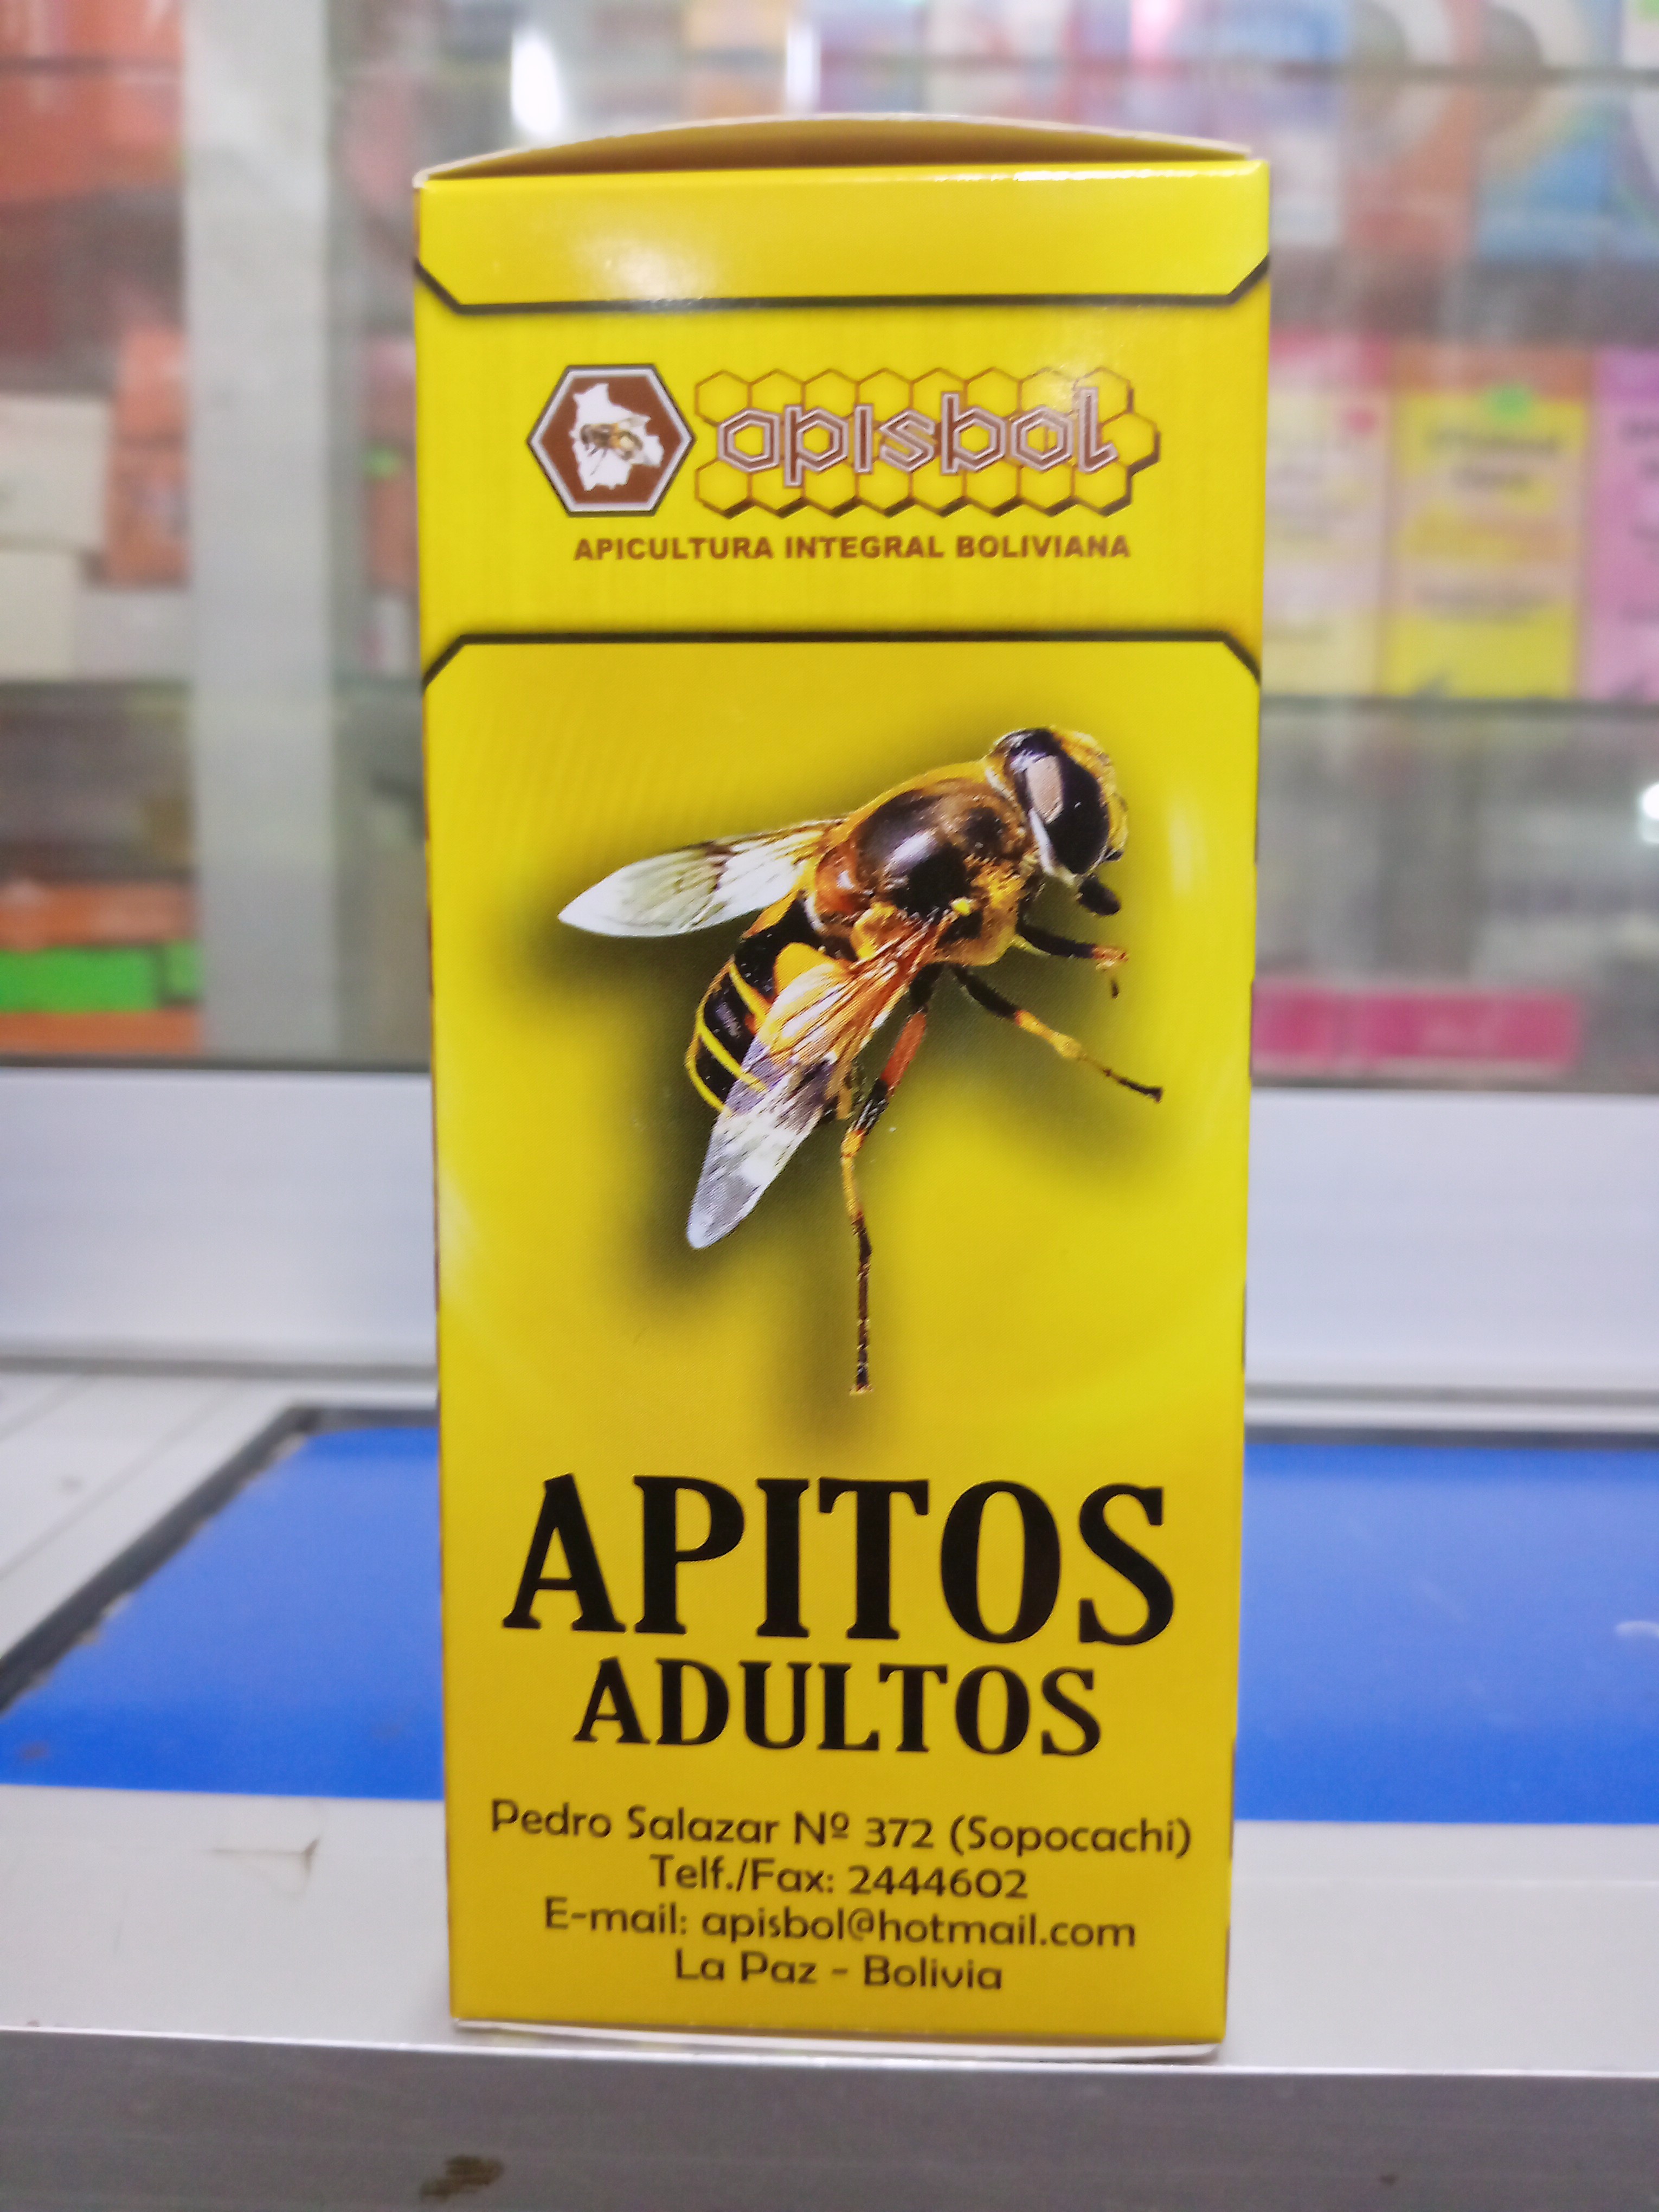 apisbol
APICULTURA INTEGRAL BOLIVIANA
APITOS
ADULTOS
Pedro Salazar Nº 372 (Sopocachi)
Telf./Fax: 2444602
E-mail: apisbol@hotmail.com
La Paz - Bolivia